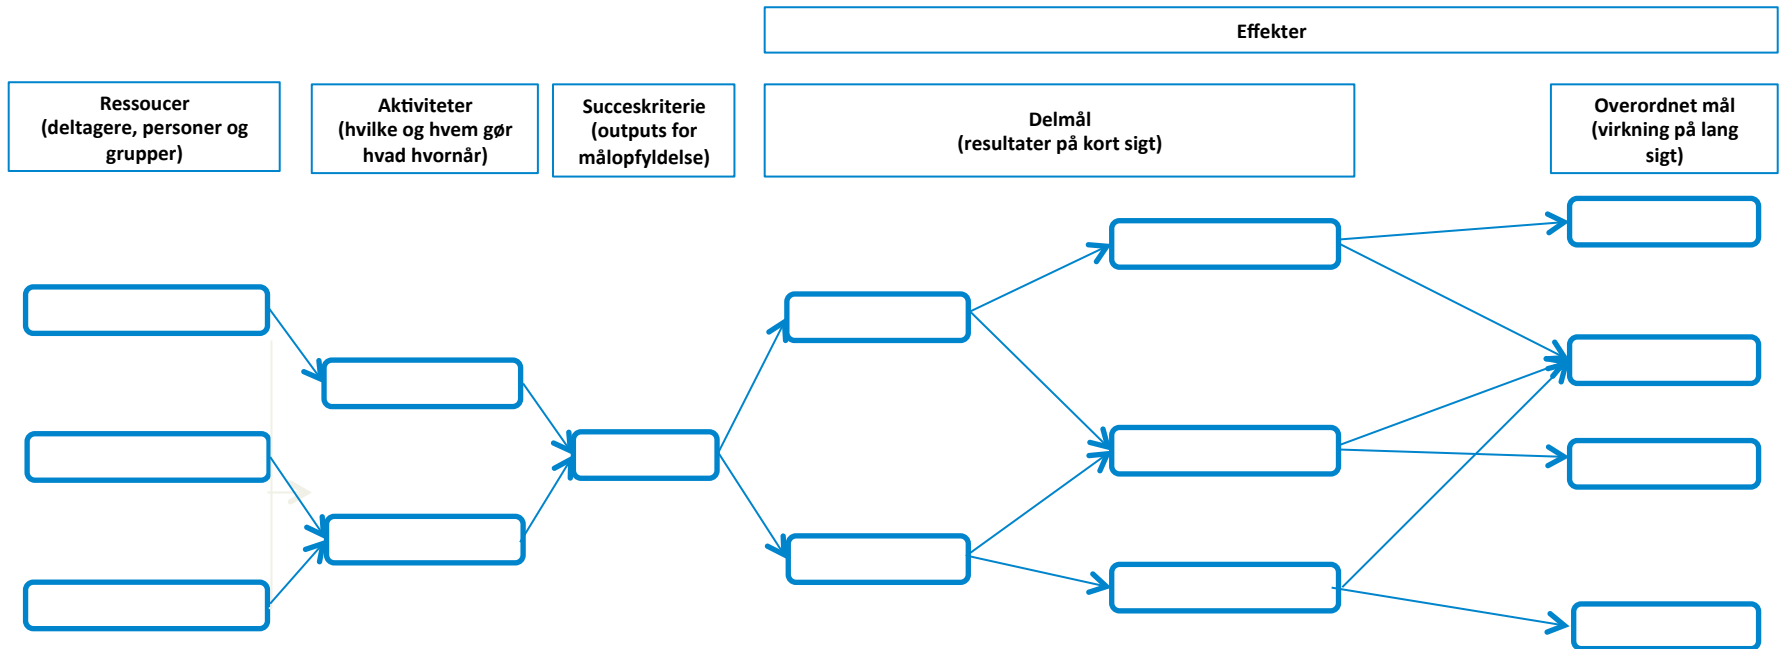 Effekter
Ressoucer
(deltagere, personer og
grupper)
Aktiviteter
(hvilke og hvem gør
hvad hvornår)
Succeskriterie
(outputs for
målopfyldelse)
Delmål
(resultater på kort sigt)
Overordnet mål
(virkning på lang
sigt)